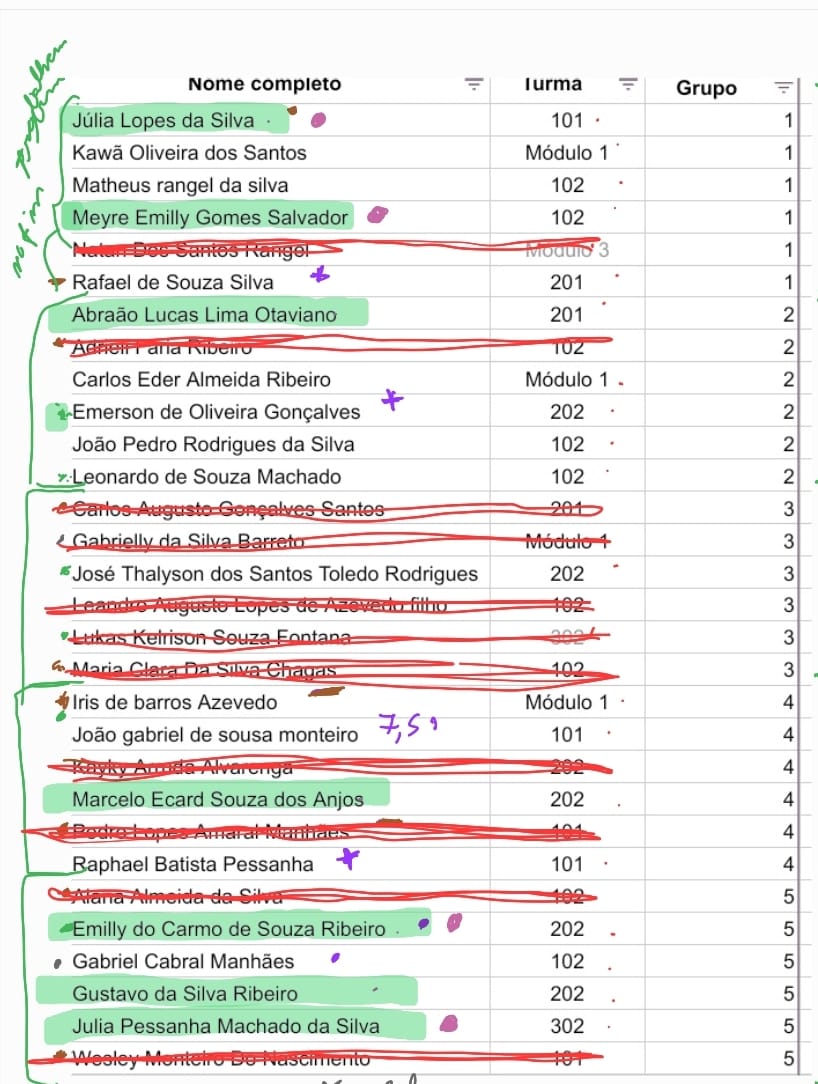 Nome completo Turma Grupo
Júlia Lopes da Silva 101 1
Kawã Oliveira dos Santos Módulo 1 1
Matheus rangel da silva 102 1
Meyre Emilly Gomes Salvador 102 1
Natan Dos Santos Rangel Módulo 3 1
Rafael de Souza Silva 201 1
Abraão Lucas Lima Otaviano 201 2
Ribeiro 102 2
Carlos Eder Almeida Ribeiro Módulo 1 2
Emerson de Oliveira Gonçalves 202 2
João Pedro Rodrigues da Silva 102 2
Leonardo de Souza Machado 102 2
Carlos Augusto Gonçalves Santos 201 3
Gabrielly da Silva Barreto Módulo 1 3
José Thalyson dos Santos Toledo Rodrigues 202 3
Leandro Augusto Lopes de Azevedo filho 102 3
Lukas Kelrison Souza Fontana 302 3
Maria Clara Da Silva Chagas 102 3
Iris de barros Azevedo Módulo 1 4
João gabriel de sousa monteiro 7,5 101 4
Kayky Arruda Alvarenga 202 4
Marcelo Ecard Souza dos Anjos 202 4
Pedro Lopes Amaral Manhães 101 4
Raphael Batista Pessanha 101 4
Alana Almeida da Silva 102 5
Emilly do Carmo de Souza Ribeiro 202 5
Gabriel Cabral Manhães 102 5
Gustavo da Silva Ribeiro 202 5
Julia Pessanha Machado da Silva 302 5
Wesley Monteiro Do Nascimento 101 5